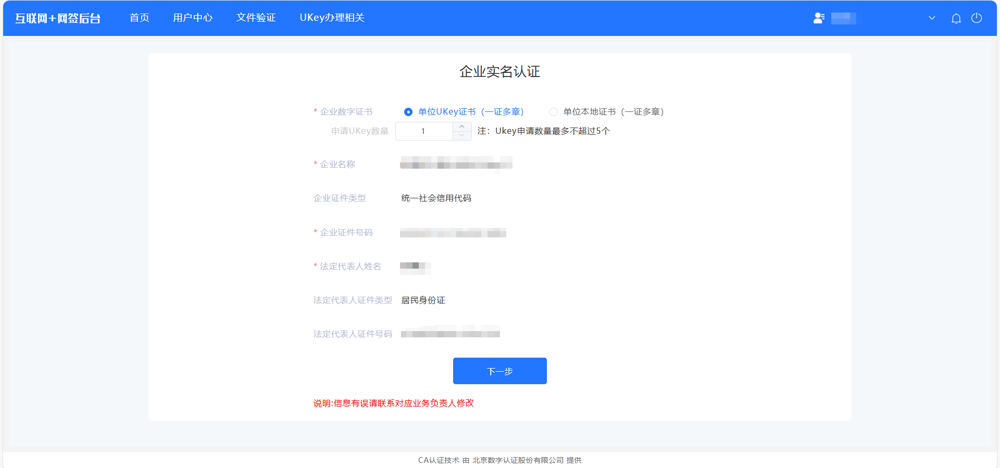 互联网+网签后台 首页 用户中心 文件验证 UKey办理相关
企业实名认证
* 企业数字证书 单位UKey证书（一证多章） 单位本地证书（一证多章）
申请UKey数量 1 注：Ukey申请数量最多不超过5个
* 企业名称
企业证件类型 统一社会信用代码
* 企业证件号码
* 法定代表人姓名
法定代表人证件类型 居民身份证
法定代表人证件号码
下一步
说明:信息有误请联系对应业务负责人修改
CA认证技术 由 北京数字认证股份有限公司 提供